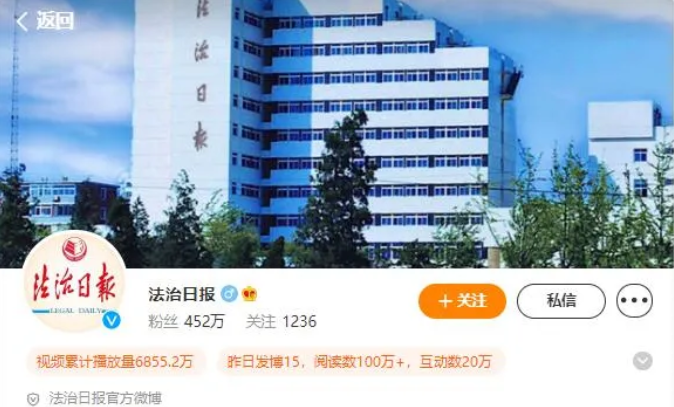 返回
法治日报
法治日报
LEGAL DAILY
法治日报
粉丝 452万 关注 1236
+ 关注
私信
视频累计播放量6855.2万
昨日发博15，阅读数100万+，互动数20万
法治日报官方微博